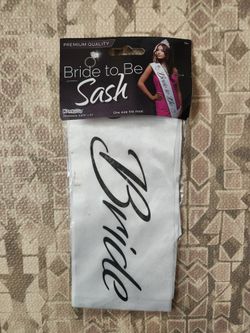 PREMIUM QUALITY
Bride to Be
Sash
One size fits most
Bride